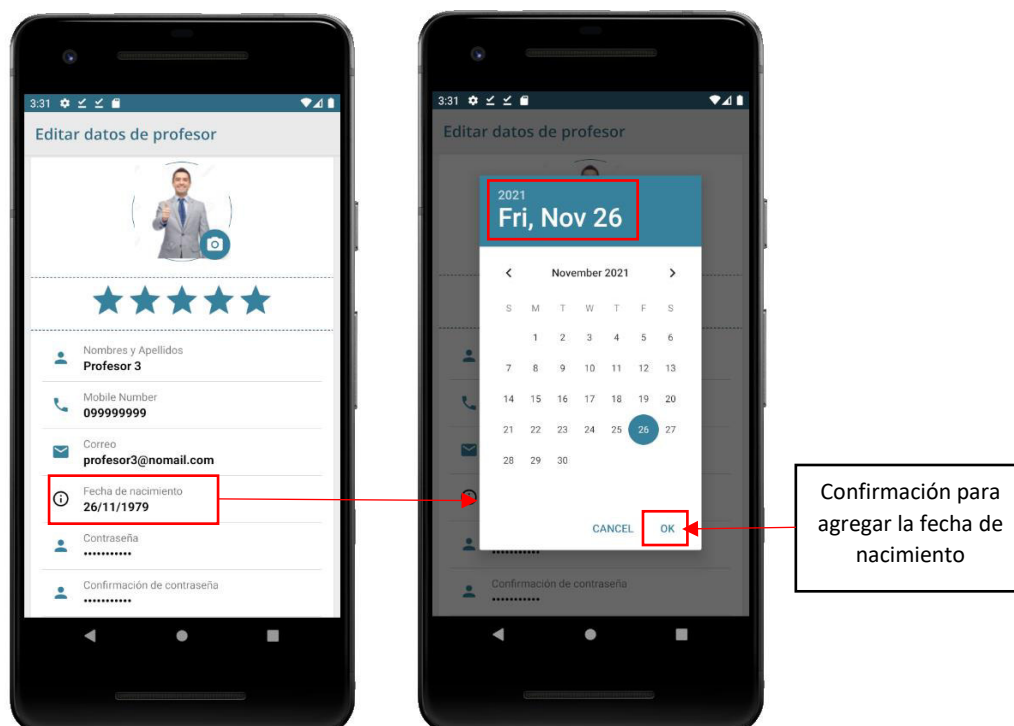 3:31
Editar datos de profesor
Nombres y Apellidos
Profesor 3
Mobile Number
099999999
Correo
profesor3@nomail.com
Fecha de nacimiento
26/11/1979
Contraseña
•••••••••••
Confirmación de contraseña
•••••••••••
3:31
Editar datos de profesor
2021
Fri, Nov 26
November 2021
S M T W T F S
1 2 3 4 5 6
7 8 9 10 11 12 13
14 15 16 17 18 19 20
21 22 23 24 25 26 27
28 29 30
CANCEL OK
•••••••••••
Confirmación de contraseña
•••••••••••
Confirmación para
agregar la fecha de
nacimiento